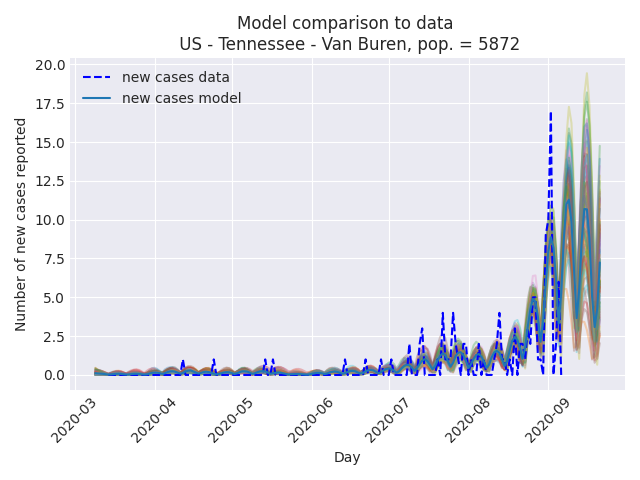 Model comparison to data
US - Tennessee - Van Buren, pop. = 5872
new cases data
new cases model
Number of new cases reported
20.0
17.5
15.0
12.5
10.0
7.5
5.0
2.5
0.0
2020-03
2020-04
2020-05
2020-06
2020-07
2020-08
2020-09
Day